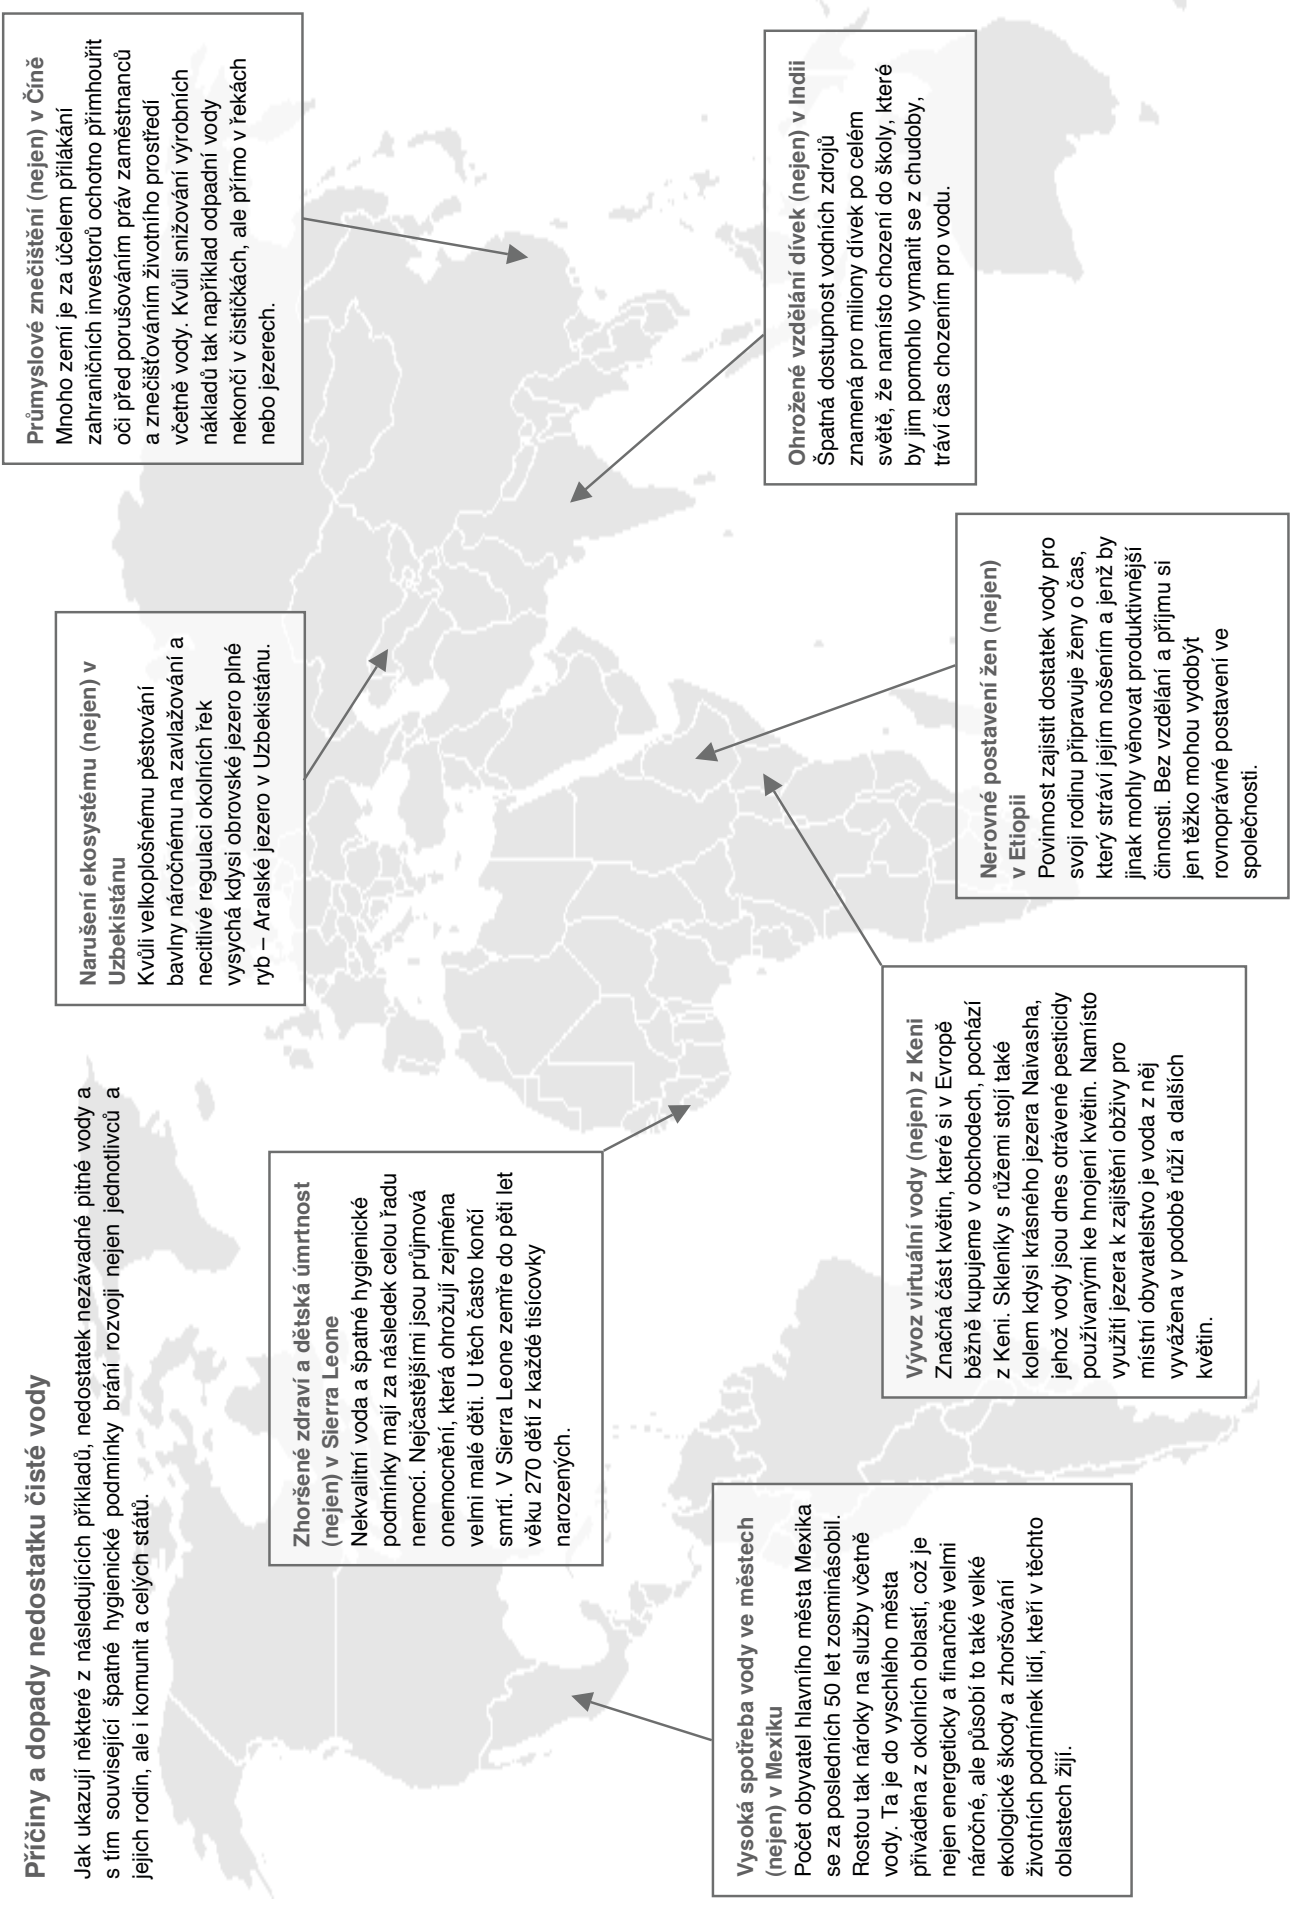 Příčiny a dopady nedostatku čisté vody
Jak ukazují některé z následujících příkladů, nedostatek nezávadné pitné vody a
s tím související špatné hygienické podmínky brání rozvoji nejen jednotlivců a
jejich rodin, ale i komunit a celých států.
Vysoká spotřeba vody ve městech
(nejen) v Mexiku
Počet obyvatel hlavního města Mexika
se za posledních 50 let zosminásobil.
Rostou tak nároky na služby včetně
vody. Ta je do vyschlého města
přiváděna z okolních oblastí, což je
nejen energeticky a finančně velmi
náročné, ale působí to také velké
ekologické škody a zhoršování
životních podmínek lidí, kteří v těchto
oblastech žijí.
Zhoršené zdraví a dětská úmrtnost
(nejen) v Sierra Leone
Nekvalitní voda a špatné hygienické
podmínky mají za následek celou řadu
nemocí. Nejčastějšími jsou průjmová
onemocnění, která ohrožují zejména
velmi malé děti. U těch často končí
smrtí. V Sierra Leone zemře do pěti let
věku 270 dětí z každé tisícovky
narozených.
Vývoz virtuální vody (nejen) z Keni
Značná část květin, které si v Evropě
běžně kupujeme v obchodech, pochází
z Keni. Skleníky s růžemi stojí také
kolem kdysi krásného jezera Naivasha,
jehož vody jsou dnes otrávené pesticidy
používanými ke hnojení květin. Namísto
využití jezera k zajištění obživy pro
místní obyvatelstvo je voda z něj
vyvážena v podobě růží a dalších
květin.
Narušení ekosystému (nejen) v
Uzbekistánu
Kvůli velkoplošnému pěstování
bavlny náročnému na zavlažování a
necitlivé regulaci okolních řek
vysychá kdysi obrovské jezero plné
ryb – Aralské jezero v Uzbekistánu.
Nerovné postavení žen (nejen)
v Etiopii
Povinnost zajistit dostatek vody pro
svoji rodinu připravuje ženy o čas,
který stráví jejím nošením a jenž by
jinak mohly věnovat produktivnější
činnosti. Bez vzdělání a příjmu si
jen těžko mohou vydobýt
rovnoprávné postavení ve
společnosti.
Průmyslové znečištění (nejen) v Číně
Mnoho zemí je za účelem přilákání
zahraničních investorů ochotno přimhouřit
oči před porušováním práv zaměstnanců
a znečišťováním životního prostředí
včetně vody. Kvůli snižování výrobních
nákladů tak například odpadní vody
nekončí v čističkách, ale přímo v řekách
nebo jezerech.
Ohrožené vzdělání dívek (nejen) v Indii
Špatná dostupnost vodních zdrojů
znamená pro miliony dívek po celém
světě, že namísto chození do školy, které
by jim pomohlo vymanit se z chudoby,
tráví čas chozením pro vodu.